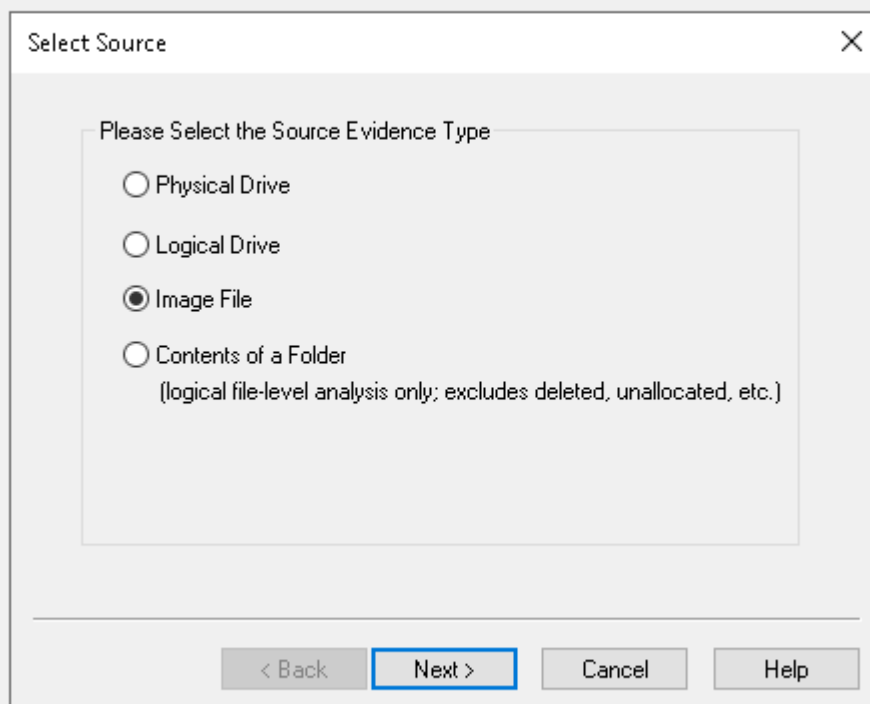 Select Source
Please Select the Source Evidence Type
Physical Drive
Logical Drive
Image File
Contents of a Folder
(logical file-level analysis only; excludes deleted, unallocated, etc.)
< Back Next > Cancel Help